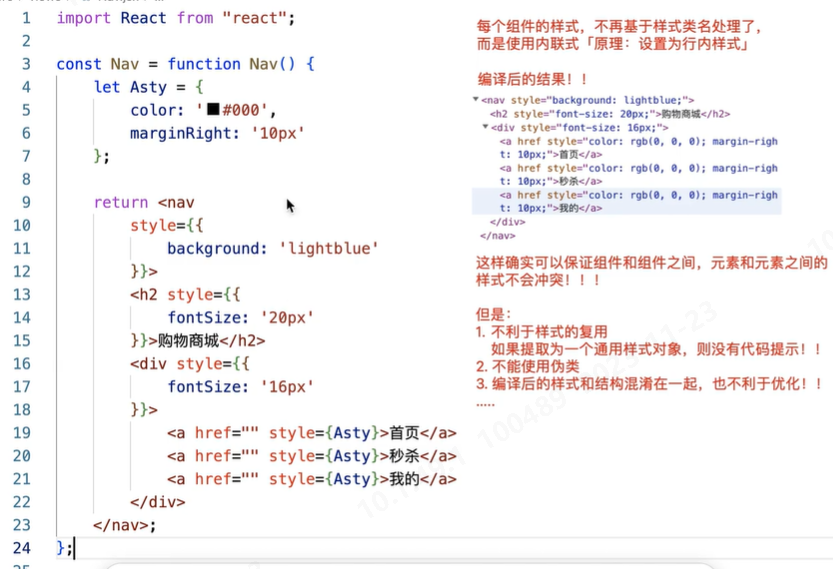 1 import React from "react";
2
3 const Nav = function Nav() {
4 let Asty = {
5 color: '#000',
6 marginRight: '10px'
7 };
8
9 return <nav
10 style={{
11 background: 'lightblue'
12 }}>
13 <h2 style={{
14 fontSize: '20px'
15 }}>购物商城</h2>
16 <div style={{
17 fontSize: '16px'
18 }}>
19 <a href="" style={Asty}>首页</a>
20 <a href="" style={Asty}>秒杀</a>
21 <a href="" style={Asty}>我的</a>
22 </div>
23 </nav>;
24 };
每个组件的样式，不再基于样式类名处理了，
而是使用内联式「原理：设置为行内样式」
编译后的结果！！
<nav style="background: lightblue;">
<h2 style="font-size: 20px;">购物商城</h2>
<div style="font-size: 16px;">
<a href style="color: rgb(0, 0, 0); margin-righ
t: 10px;">首页</a>
<a href style="color: rgb(0, 0, 0); margin-righ
t: 10px;">秒杀</a>
<a href style="color: rgb(0, 0, 0); margin-righ
t: 10px;">我的</a>
</div>
</nav>
这样确实可以保证组件和组件之间，元素和元素之间的
样式不会冲突！！！
但是：
1. 不利于样式的复用
如果提取为一个通用样式对象，则没有代码提示！！
2. 不能使用伪类
3. 编译后的样式和结构混淆在一起，也不利于优化！！
.....